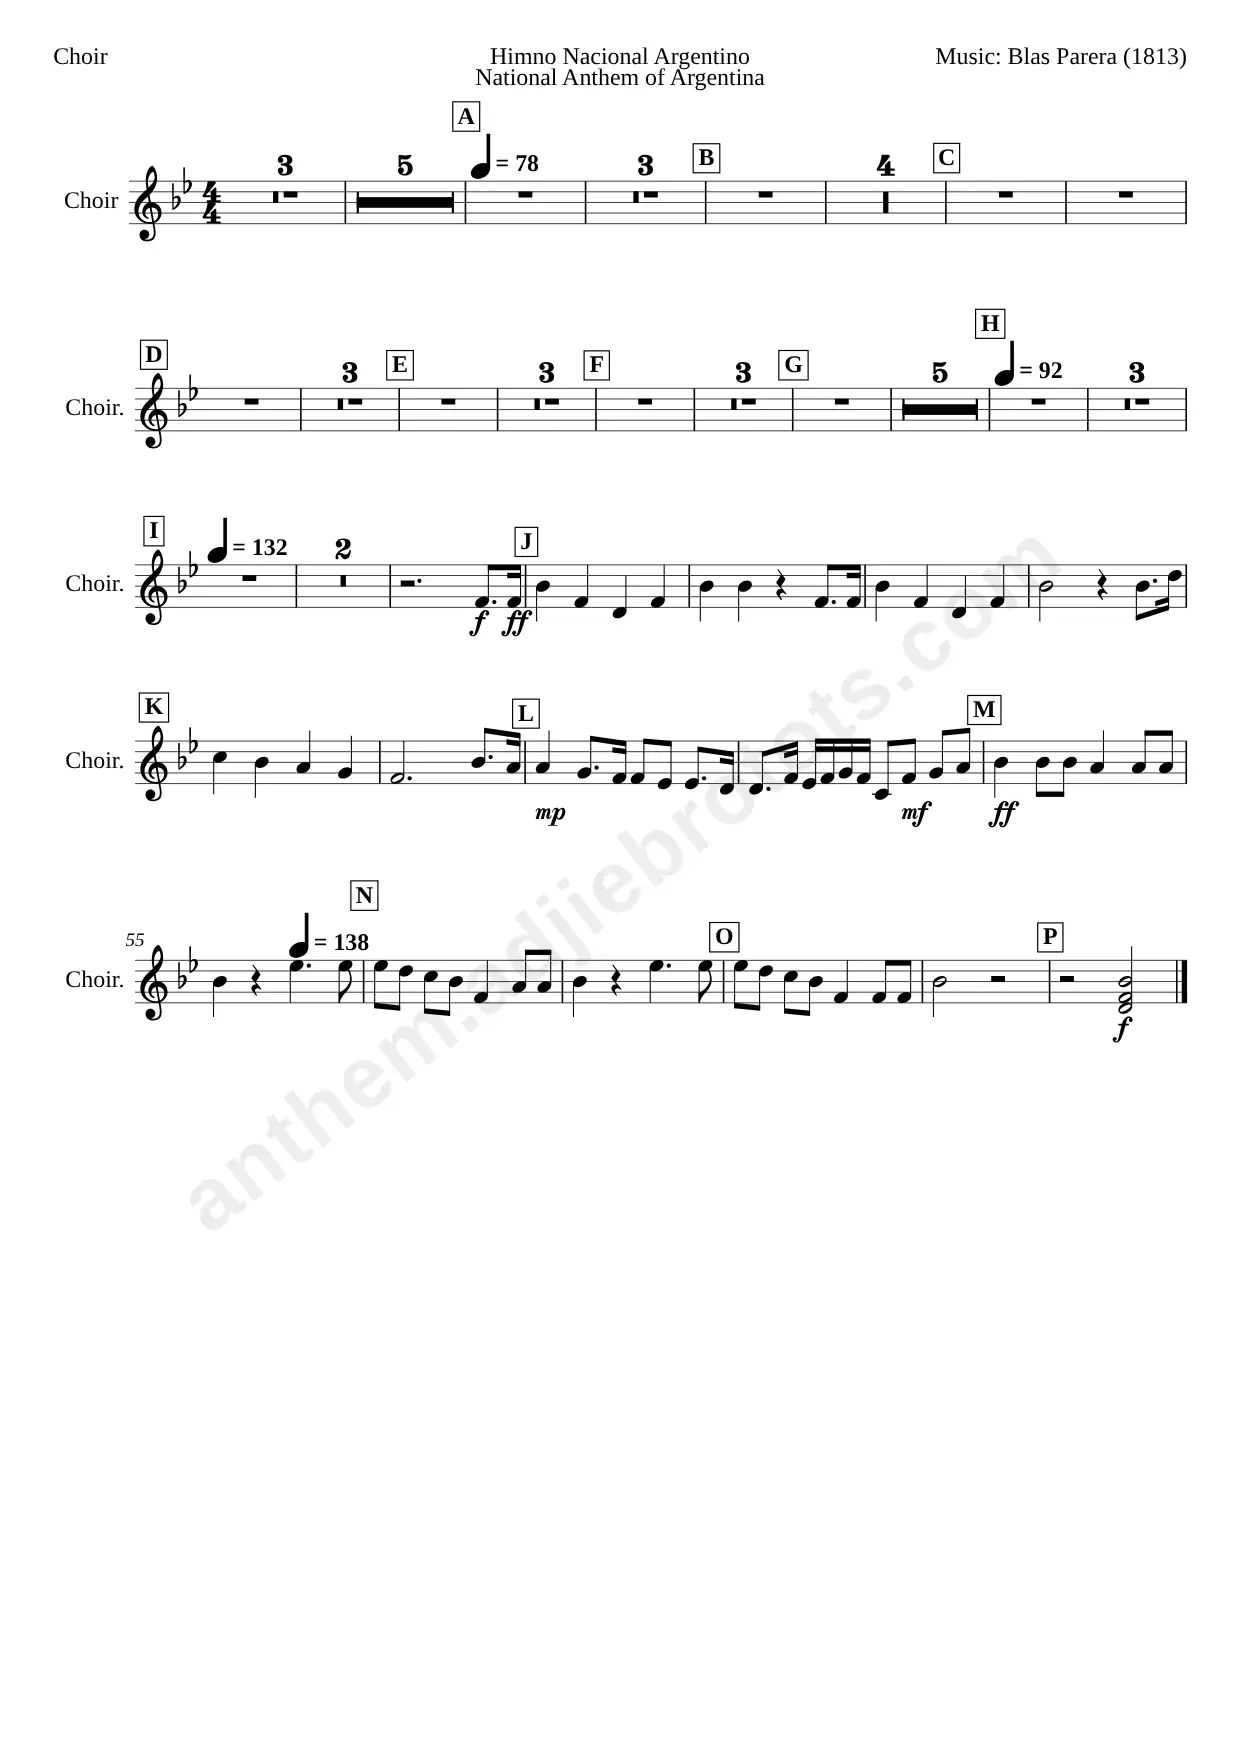 Choir Himno Nacional Argentino Music: Blas Parera (1813)
National Anthem of Argentina
A
3 5 = 78 3 B 4 C
Choir 4/4
H
D 3 E 3 F 3 G 5 = 92 3
Choir.
I = 132 2 J
Choir.
f ff
K L M
Choir.
mp mf ff
N
55 = 138 O P
Choir.
f
anthem.adjiebrotots.com